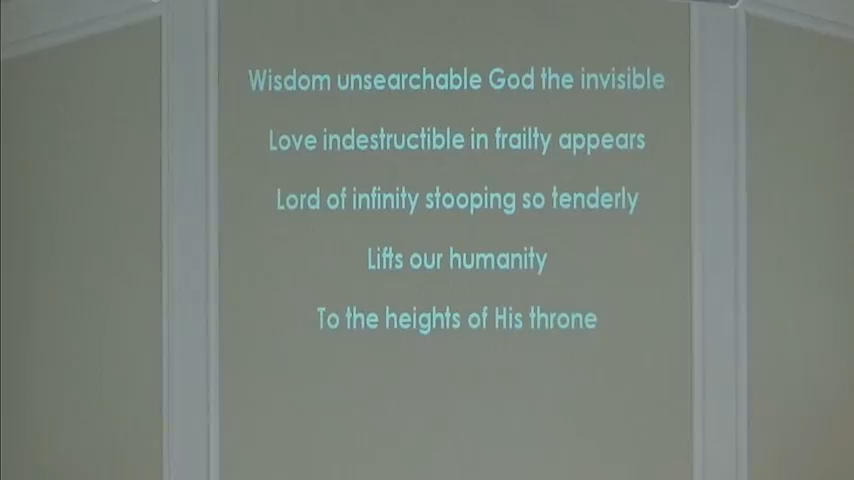 Wisdom unsearchable God the invisible
Love indestructible in frailty appears
Lord of infinity stooping so tenderly
Lifts our humanity
To the heights of His throne